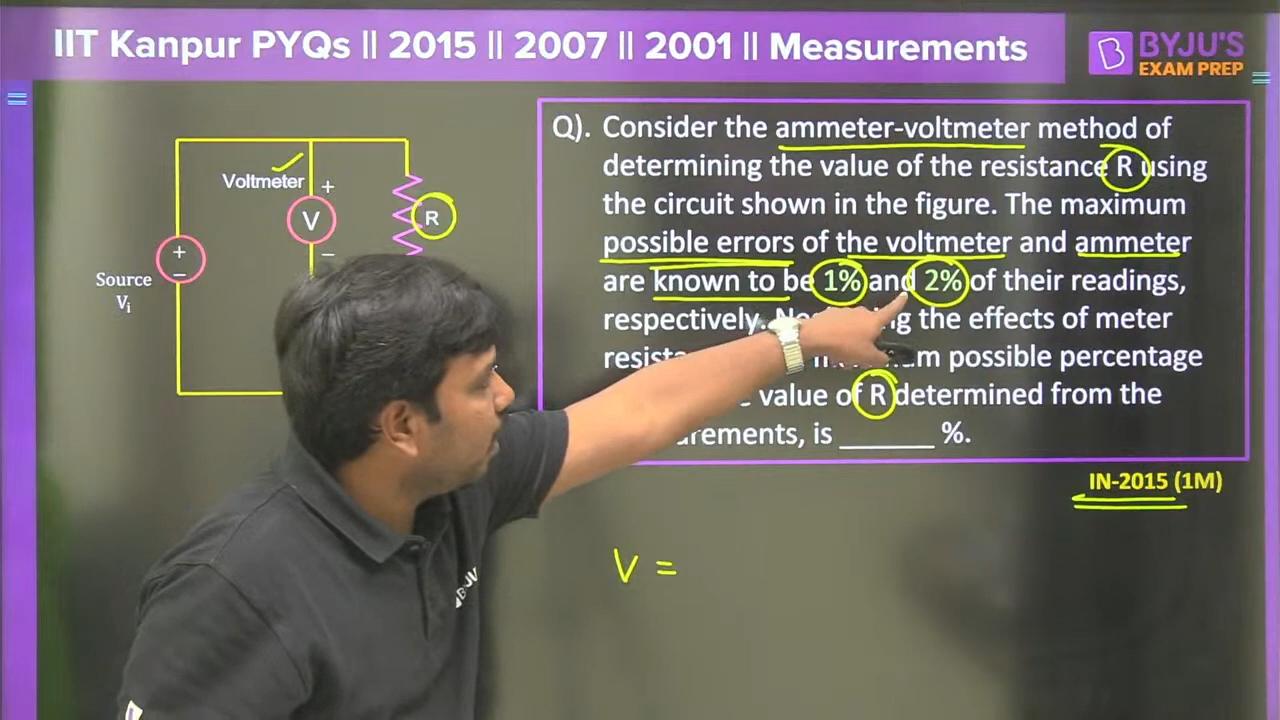 IIT Kanpur PYQs || 2015 || 2007 || 2001 || Measurements
BYJU'S
EXAM PREP
Voltmeter
+
V
−
R
+
−
Source
Vi
Q). Consider the ammeter-voltmeter method of
determining the value of the resistance R using
the circuit shown in the figure. The maximum
possible errors of the voltmeter and ammeter
are known to be 1% and 2% of their readings,
respectively. the effects of meter
possible percentage
value of R determined from the
is ______ %.
IN-2015 (1M)
V =